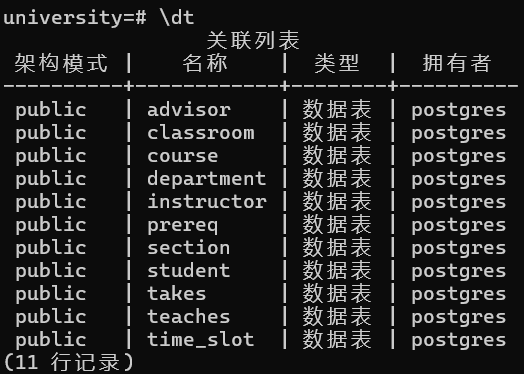 university=# \dt
关联列表
架构模式 | 名称 | 类型 | 拥有者
----------+------------+--------+----------
public | advisor | 数据表 | postgres
public | classroom | 数据表 | postgres
public | course | 数据表 | postgres
public | department | 数据表 | postgres
public | instructor | 数据表 | postgres
public | prereq | 数据表 | postgres
public | section | 数据表 | postgres
public | student | 数据表 | postgres
public | takes | 数据表 | postgres
public | teaches | 数据表 | postgres
public | time_slot | 数据表 | postgres
(11 行记录)